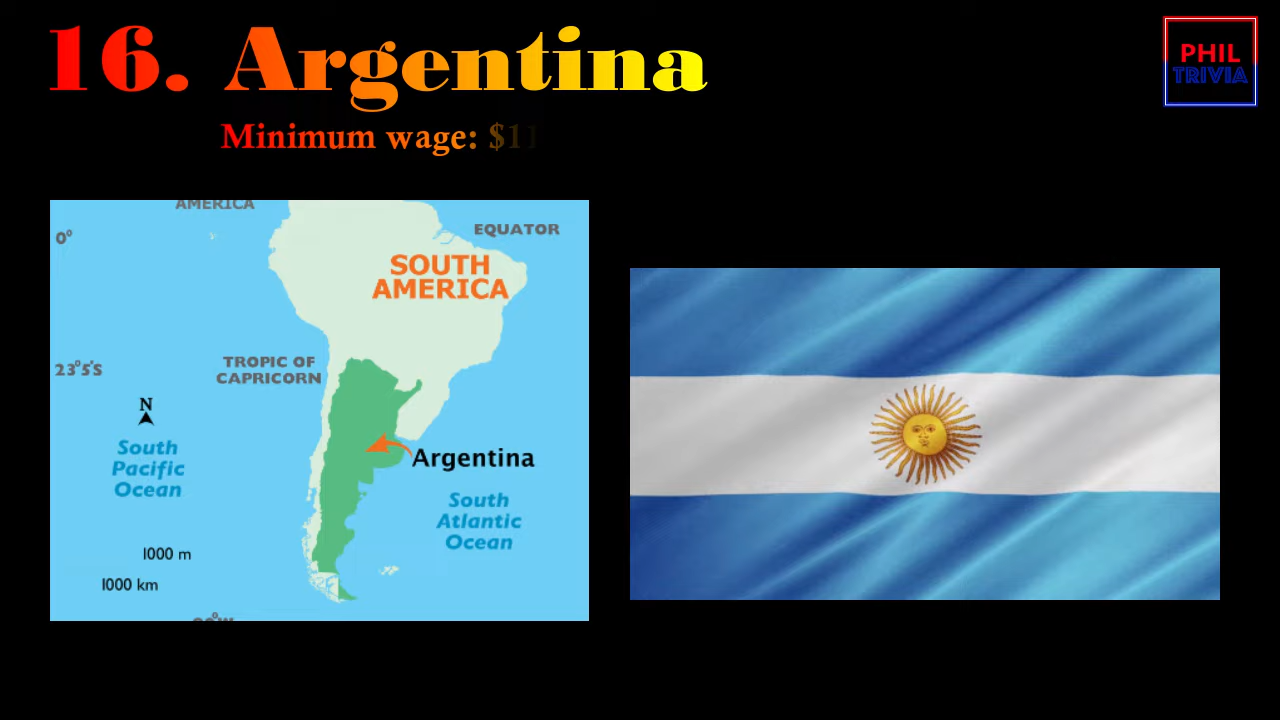 16. Argentina
PHIL
TRIVIA
Minimum wage: $1
AMERICA
EQUATOR
0°
SOUTH
AMERICA
TROPIC OF
CAPRICORN
23°5'S
N
South
Pacific
Ocean
Argentina
South
Atlantic
Ocean
1000 m
1000 km